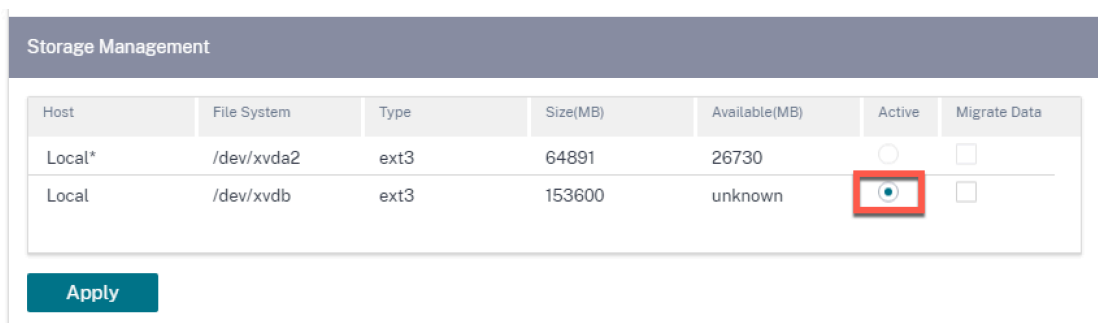 Storage Management
Host File System Type Size(MB) Available(MB) Active Migrate Data
Local* /dev/xvda2 ext3 64891 26730
Local /dev/xvdb ext3 153600 unknown
Apply